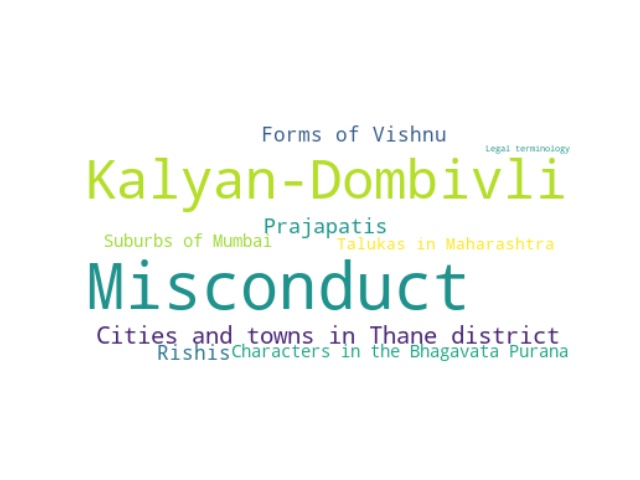 Forms of Vishnu
Legal terminology
Kalyan-Dombivli
Prajapatis
Suburbs of Mumbai
Talukas in Maharashtra
Misconduct
Cities and towns in Thane district
Rishis
Characters in the Bhagavata Purana